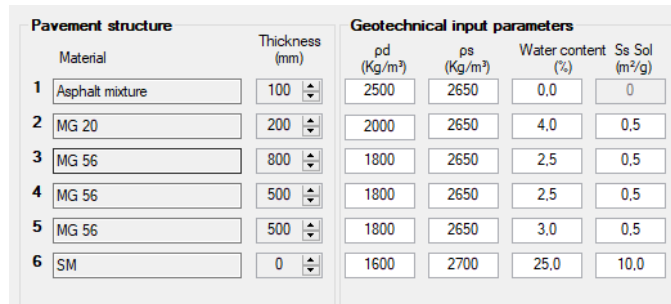 Pavement structure Geotechnical input parameters
Material Thickness (mm) ρd (Kg/m³) ρs (Kg/m³) Water content (%) Ss Sol (m²/g)
1 Asphalt mixture 100 2500 2650 0,0 0
2 MG 20 200 2000 2650 4,0 0,5
3 MG 56 800 1800 2650 2,5 0,5
4 MG 56 500 1800 2650 2,5 0,5
5 MG 56 500 1800 2650 3,0 0,5
6 SM 0 1600 2700 25,0 10,0